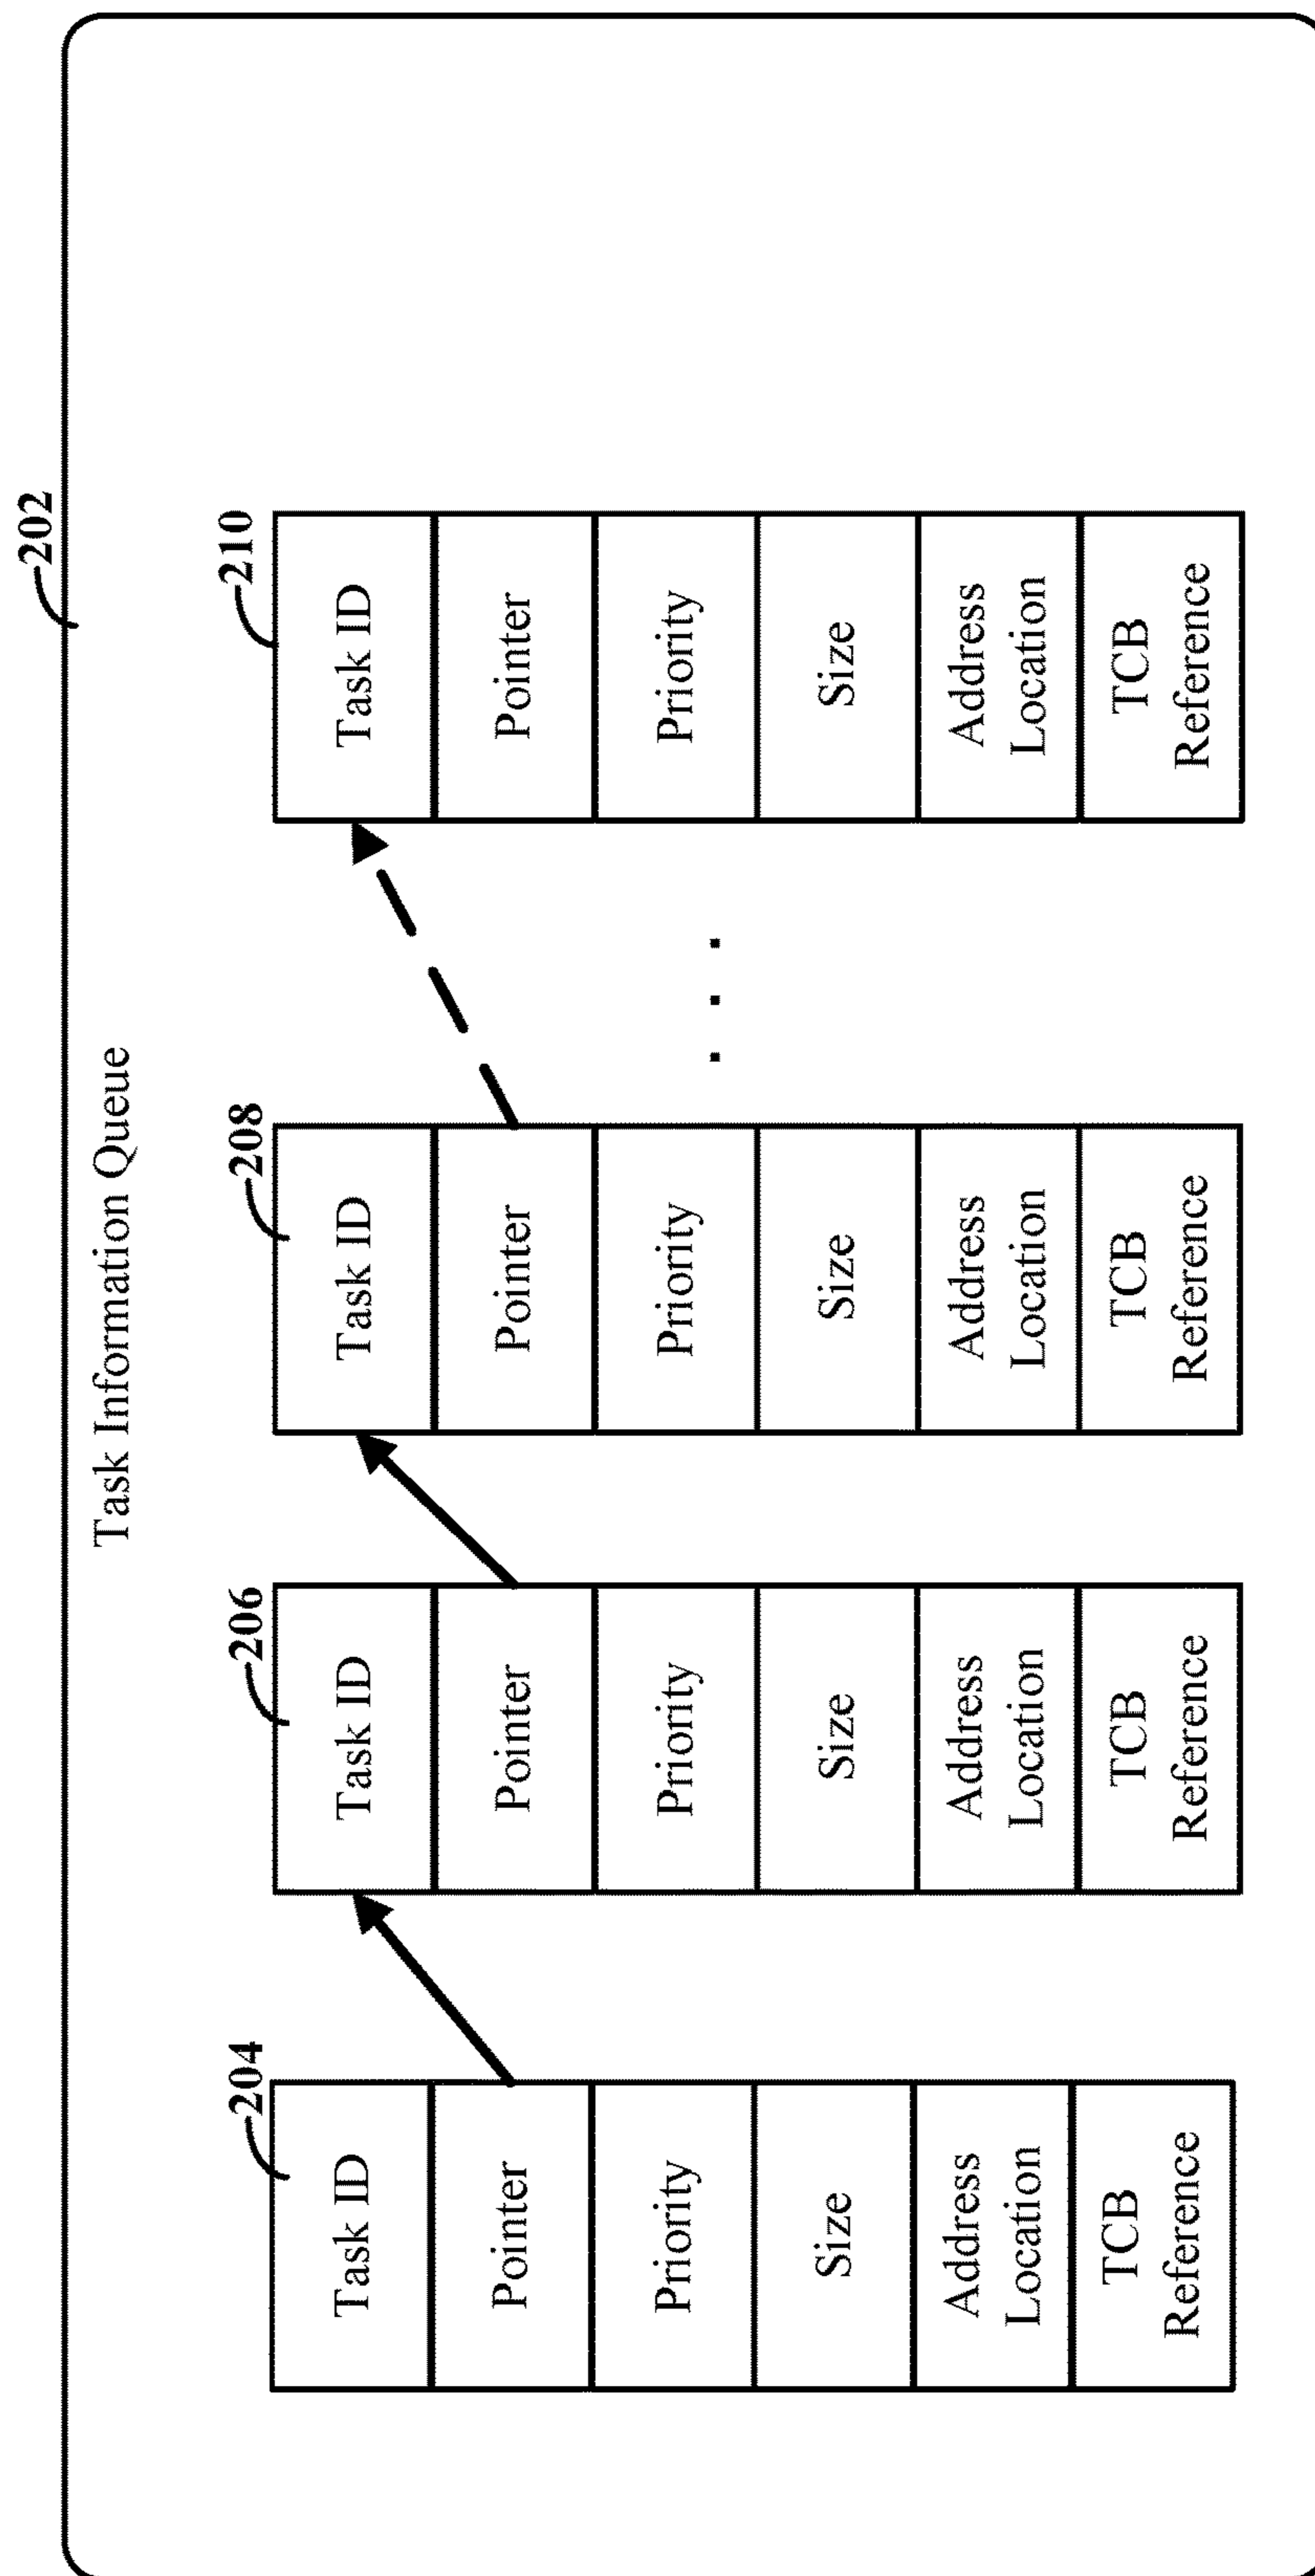 202
Task Information Queue
204
Task ID
Pointer
Priority
Size
Address
Location
TCB
Reference
206
Task ID
Pointer
Priority
Size
Address
Location
TCB
Reference
208
Task ID
Pointer
Priority
Size
Address
Location
TCB
Reference
. . .
210
Task ID
Pointer
Priority
Size
Address
Location
TCB
Reference